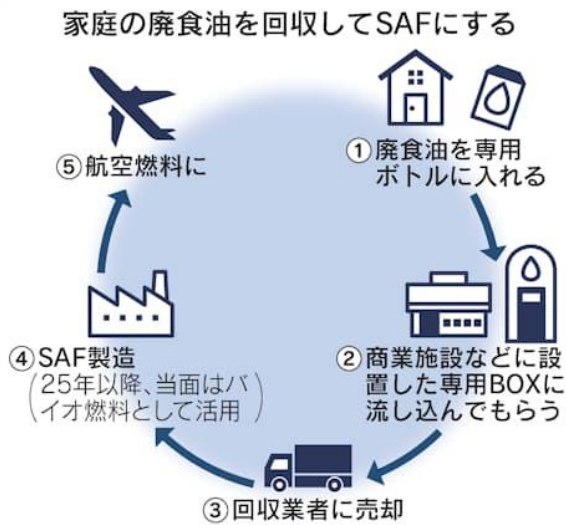 家庭の廃食油を回収してSAFにする
①廃食油を専用
ボトルに入れる
②商業施設などに設
置した専用BOXに
流し込んでもらう
③回収業者に売却
④SAF製造
(25年以降、当面はバ
イオ燃料として活用)
⑤航空燃料に